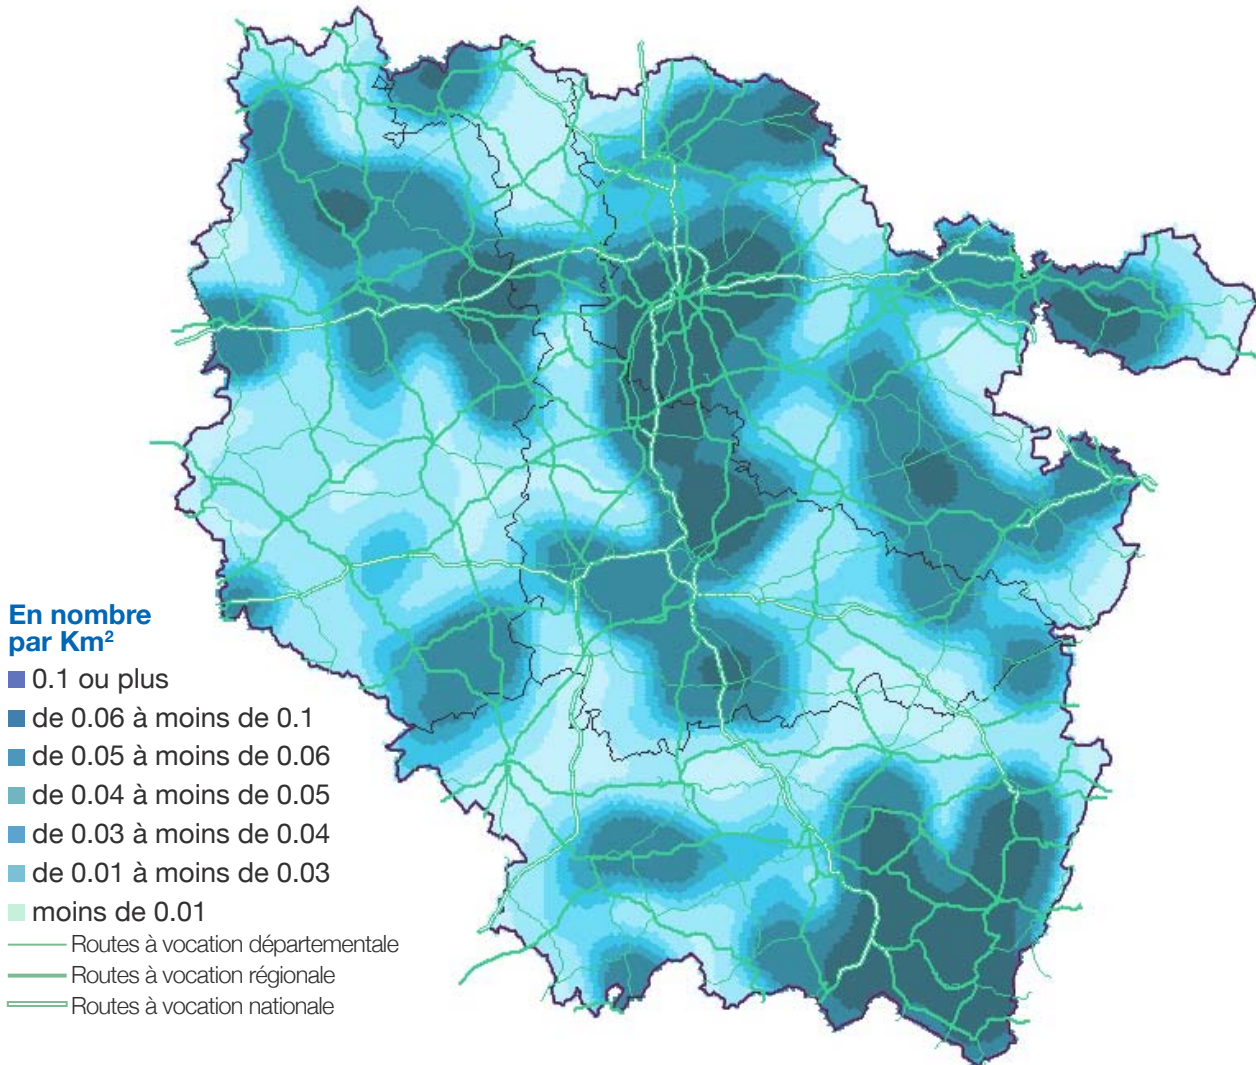 En nombre
par Km²
0.1 ou plus
de 0.06 à moins de 0.1
de 0.05 à moins de 0.06
de 0.04 à moins de 0.05
de 0.03 à moins de 0.04
de 0.01 à moins de 0.03
moins de 0.01
Routes à vocation départementale
Routes à vocation régionale
Routes à vocation nationale